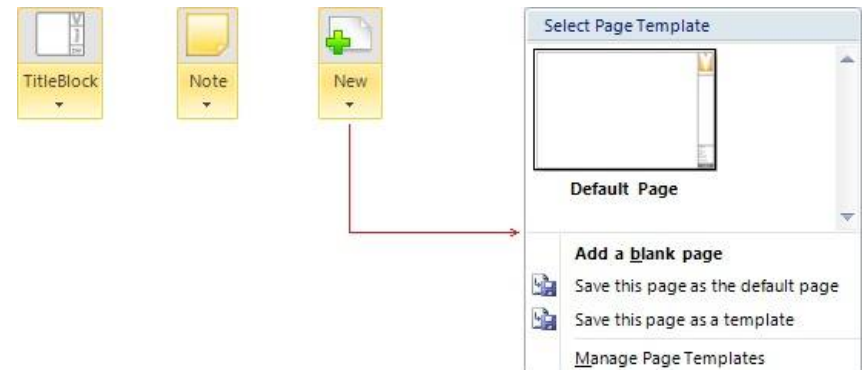 TitleBlock
Note
New
Select Page Template
Default Page
Add a blank page
Save this page as the default page
Save this page as a template
Manage Page Templates